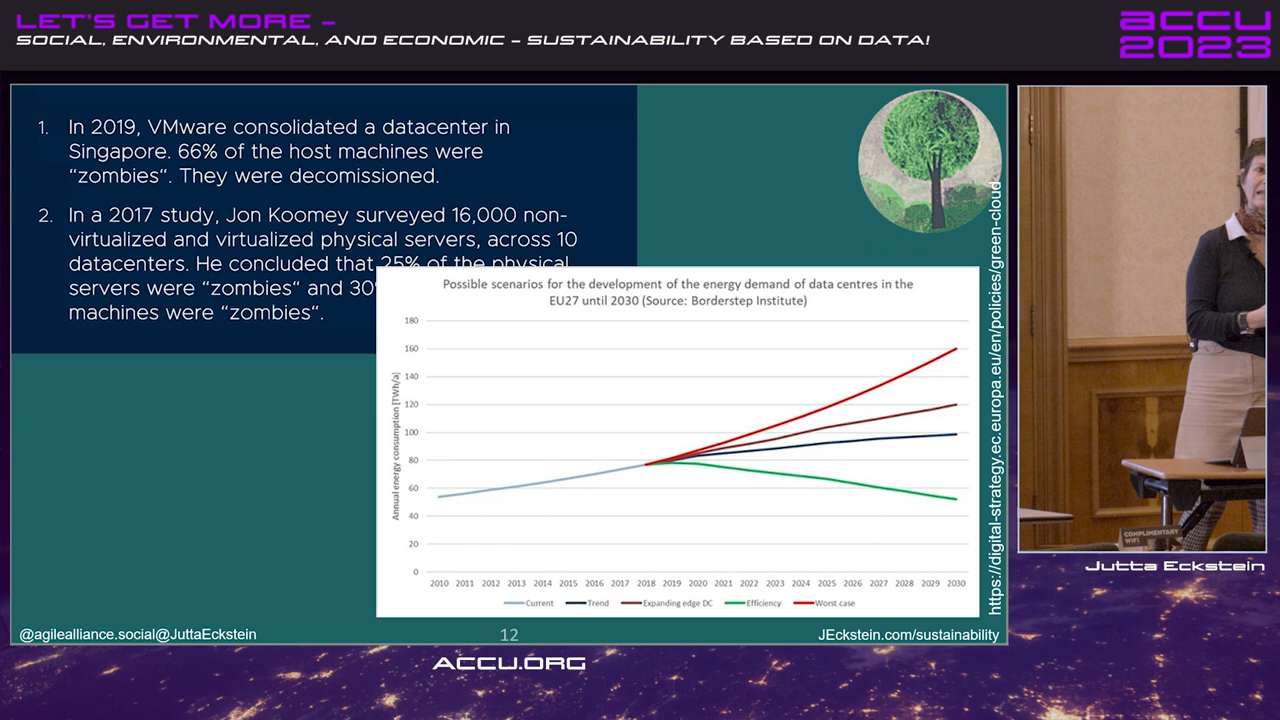 LET'S GET MORE –
SOCIAL, ENVIRONMENTAL, AND ECONOMIC – SUSTAINABILITY BASED ON DATA!
ACCU
2023
1. In 2019, VMware consolidated a datacenter in
Singapore. 66% of the host machines were
“zombies“. They were decomissioned.
2. In a 2017 study, Jon Koomey surveyed 16,000 non-
virtualized and virtualized physical servers, across 10
datacenters. He concluded that 25% of the physical
servers were “zombies“ and 30
machines were “zombies“.
Possible scenarios for the development of the energy demand of data centres in the
EU27 until 2030 (Source: Borderstep Institute)
Annual energy consumption [TWh/a]
180
160
140
120
100
80
60
40
20
0
2010 2011 2012 2013 2014 2015 2016 2017 2018 2019 2020 2021 2022 2023 2024 2025 2026 2027 2028 2029 2030
Current Trend Expanding edge DC Efficiency Worst case
https://digital-strategy.ec.europa.eu/en/policies/green-cloud
@agilealliance.social@JuttaEckstein
12
JEckstein.com/sustainability
COMPLIMENTARY
WIFI
Jutta Eckstein
ACCU.ORG